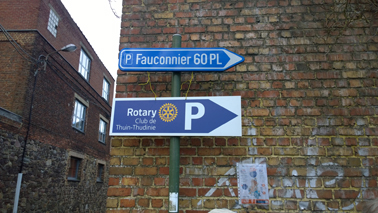 P Fauconnier 60 PL
Rotary
Club de
Thuin-Thudinie
P